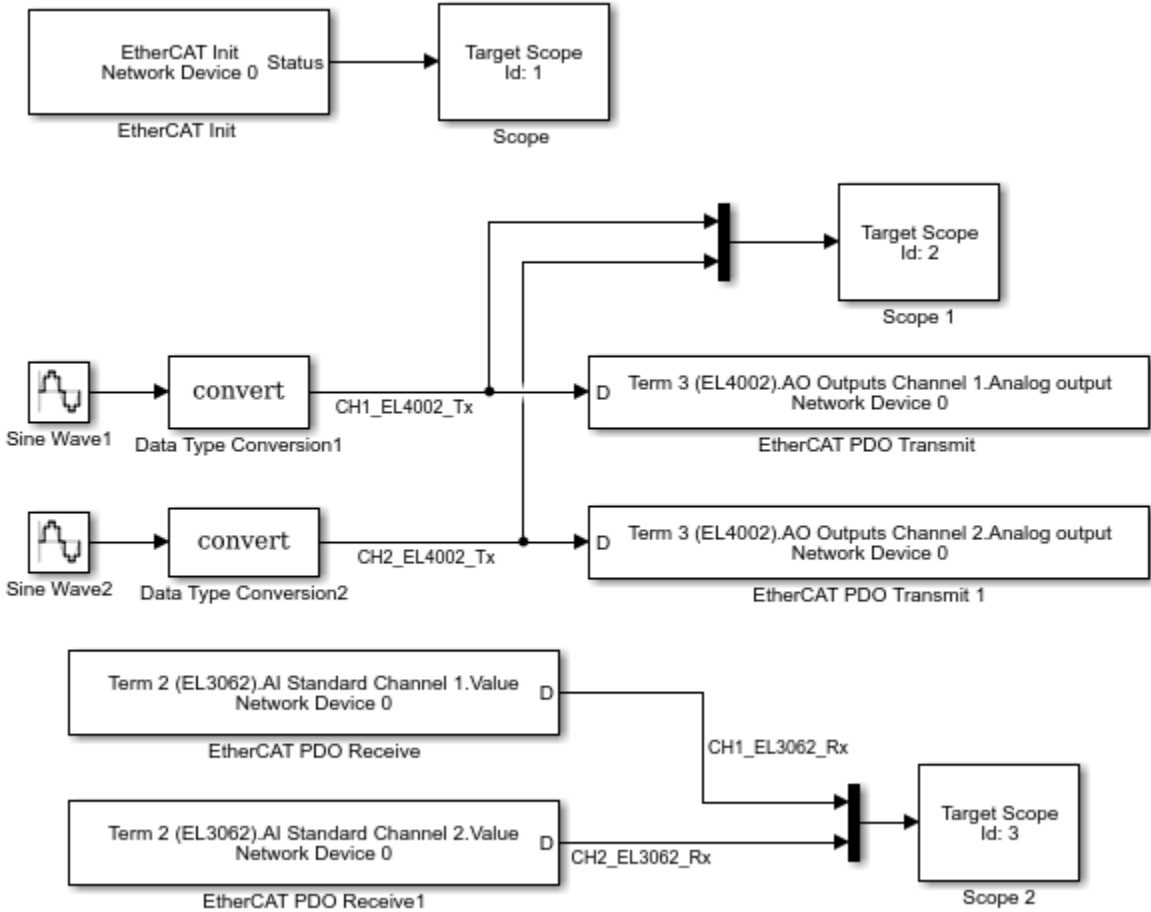 EtherCAT Init
Network Device 0
Status
EtherCAT Init
Target Scope
Id: 1
Scope
Target Scope
Id: 2
Scope 1
Sine Wave1
convert
Data Type Conversion1
CH1_EL4002_Tx
D
Term 3 (EL4002).AO Outputs Channel 1.Analog output
Network Device 0
EtherCAT PDO Transmit
Sine Wave2
convert
Data Type Conversion2
CH2_EL4002_Tx
D
Term 3 (EL4002).AO Outputs Channel 2.Analog output
Network Device 0
EtherCAT PDO Transmit 1
Term 2 (EL3062).AI Standard Channel 1.Value
Network Device 0
D
EtherCAT PDO Receive
CH1_EL3062_Rx
Term 2 (EL3062).AI Standard Channel 2.Value
Network Device 0
D
EtherCAT PDO Receive1
CH2_EL3062_Rx
Target Scope
Id: 3
Scope 2